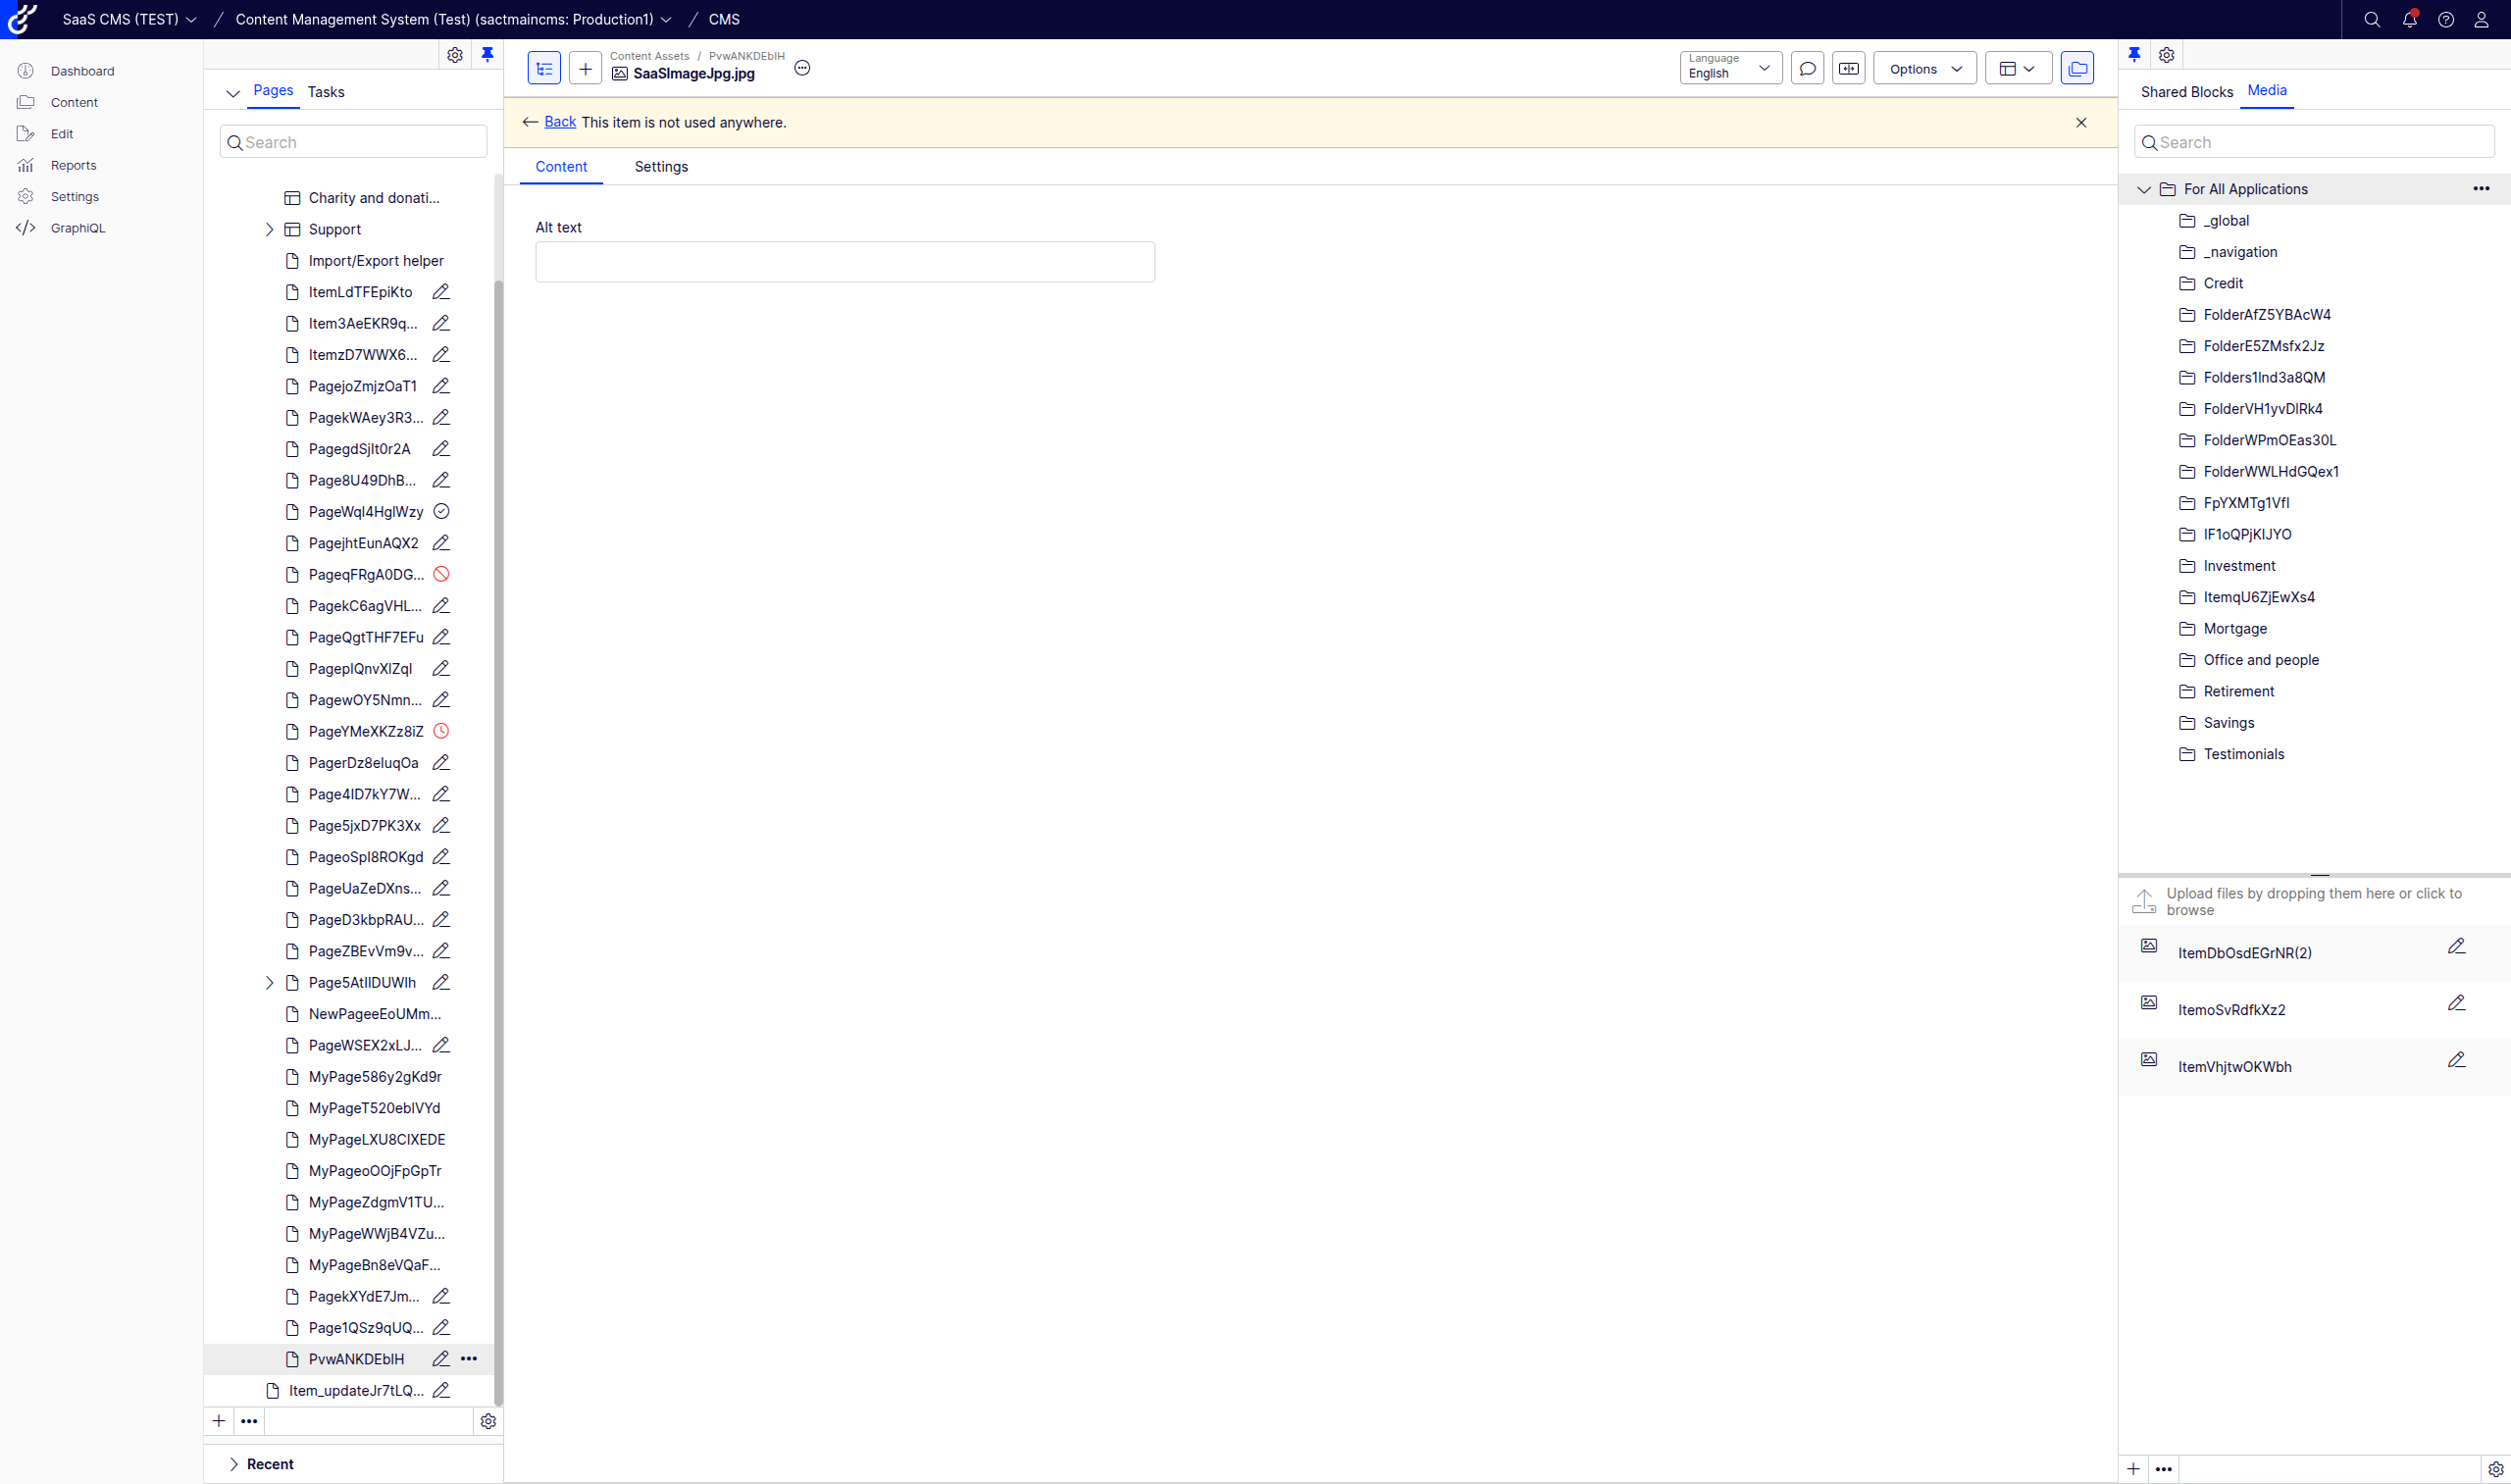 SaaS CMS (TEST) / Content Management System (Test) (sactmaincms: Production1) / CMS
Dashboard
Content
Edit
Reports
Settings
GraphiQL
Pages Tasks
Search
Charity and donati...
Support
Import/Export helper
ItemLdTFEpiKto
Item3AeEKR9q...
ItemzD7WWX6...
PagejoZmjzOaT1
PagekWAey3R3...
PagegdSjlt0r2A
Page8U49DhB...
PageWqI4HglWzy
PagejhtEunAQX2
PageqFRgA0DG...
PagekC6agVHL...
PageQgtTHF7EFu
PagepIQnvXIZqI
PagewOY5Nmn...
PageYMeXKZz8iZ
PagerDz8eluqOa
Page4ID7kY7W...
Page5jxD7PK3Xx
PageoSpI8ROKgd
PageUaZeDXns...
PageD3kbpRAU...
PageZBEvVm9v...
Page5AtIIDUWIh
NewPageeEoUMm...
PageWSEX2xLJ...
MyPage586y2gKd9r
MyPageT520ebIVYd
MyPageLXU8CIXEDE
MyPageoOOjFpGpTr
MyPageZdgmV1TU...
MyPageWWjB4VZu...
MyPageBn8eVQaF...
PagekXYdE7Jm...
Page1QSz9qUQ...
PvwANKDEbIH
Item_updateJr7tLQ...
Recent
Content Assets / PvwANKDEbIH
SaaSImageJpg.jpg
Language
English
Options
Back This item is not used anywhere.
Content Settings
Alt text
Shared Blocks Media
Search
For All Applications
_global
_navigation
Credit
FolderAfZ5YBAcW4
FolderE5ZMsfx2Jz
Folders1Ind3a8QM
FolderVH1yvDIRk4
FolderWPmOEas30L
FolderWWLHdGQex1
FpYXMTg1VfI
IF1oQPjKIJYO
Investment
ItemqU6ZjEwXs4
Mortgage
Office and people
Retirement
Savings
Testimonials
Upload files by dropping them here or click to
browse
ItemDbOsdEGrNR(2)
ItemoSvRdfkXz2
ItemVhjtwOKWbh